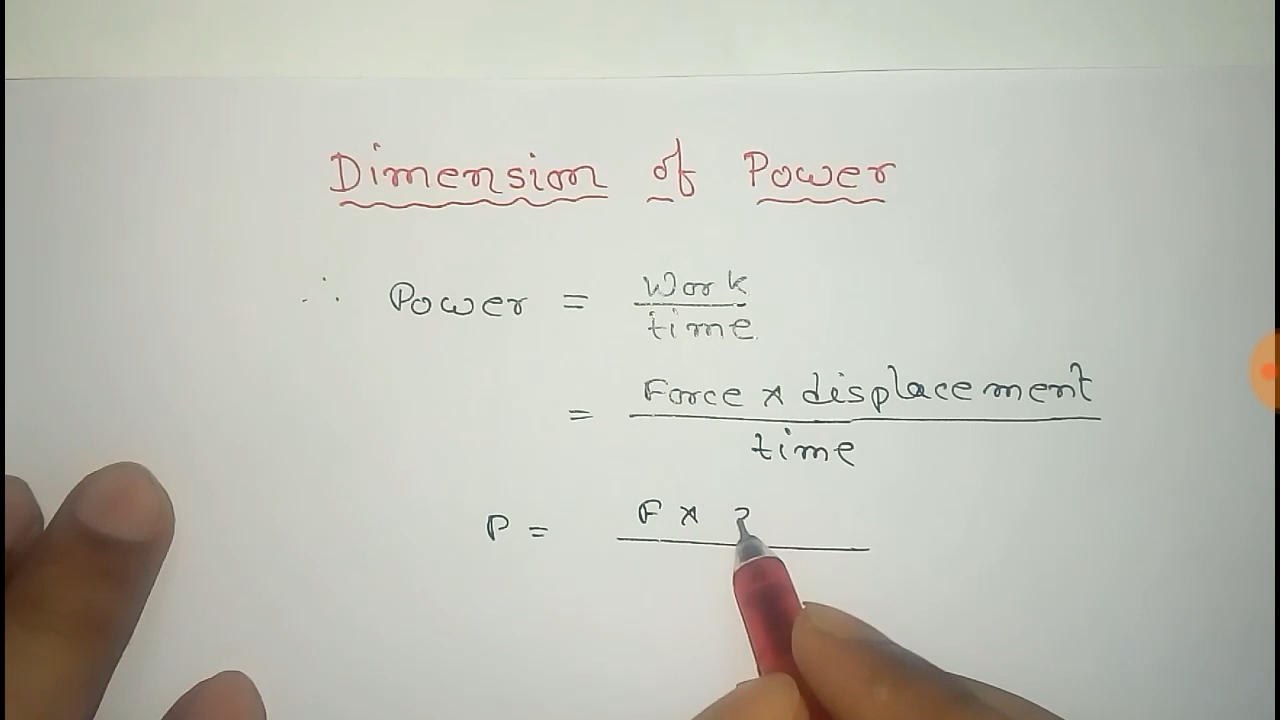 Dimension of Power
∴ Power = Work / time
= Force × displacement / time
P = F ×